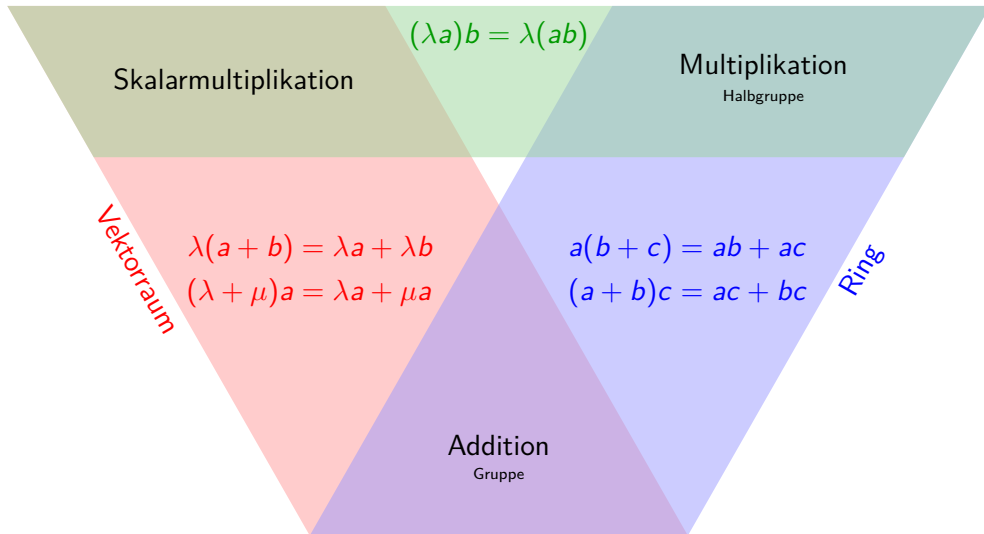 (λa)b = λ(ab)
Skalarmultiplikation
Multiplikation
Halbgruppe
Vektorraum
λ(a + b) = λa + λb
(λ + μ)a = λa + μa
a(b + c) = ab + ac
(a + b)c = ac + bc
Ring
Addition
Gruppe